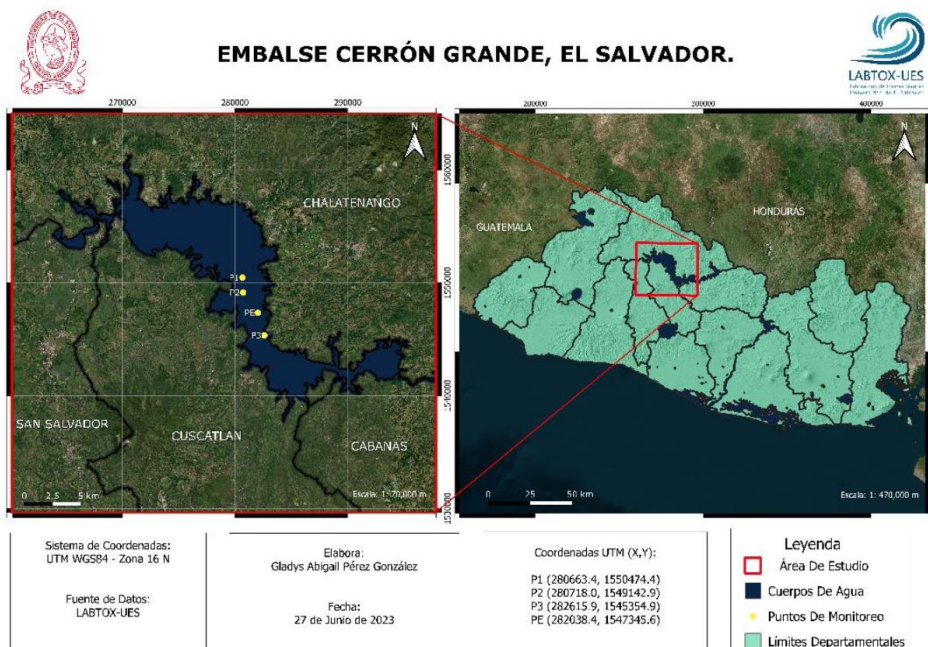 EMBALSE CERRÓN GRANDE, EL SALVADOR.
LABTOX-UES
270000 280000 290000
200000 300000 400000
N
N
1560000
CHALATENANGO
HONDURAS
GUATEMALA
P1
1550000
P2
PE
P3
1540000
SAN SALVADOR
CUSCATLAN
CABANAS
0 2.5 5 km
0 25 50 km
Escala: 1: 470,000 m
1530000
Sistema de Coordenadas:
UTM WGS84 - Zona 16 N
Fuente de Datos:
LABTOX-UES
Elabora:
Gladys Abigail Pérez González
Fecha:
27 de Junio de 2023
Coordenadas UTM (X,Y):
P1 (280663.4, 1550474.4)
P2 (280718.0, 1549142.9)
P3 (282615.9, 1545354.9)
PE (282038.4, 1547345.6)
Leyenda
Área De Estudio
Cuerpos De Agua
Puntos De Monitoreo
Límites Departamentales